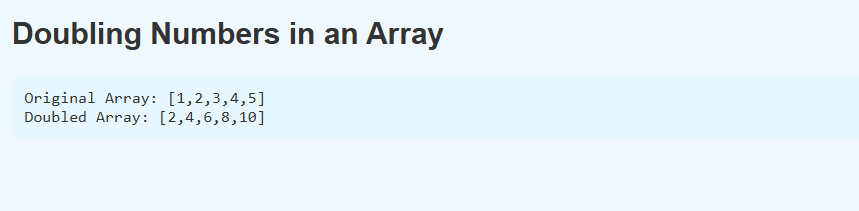 Doubling Numbers in an Array
Original Array: [1,2,3,4,5]
Doubled Array: [2,4,6,8,10]